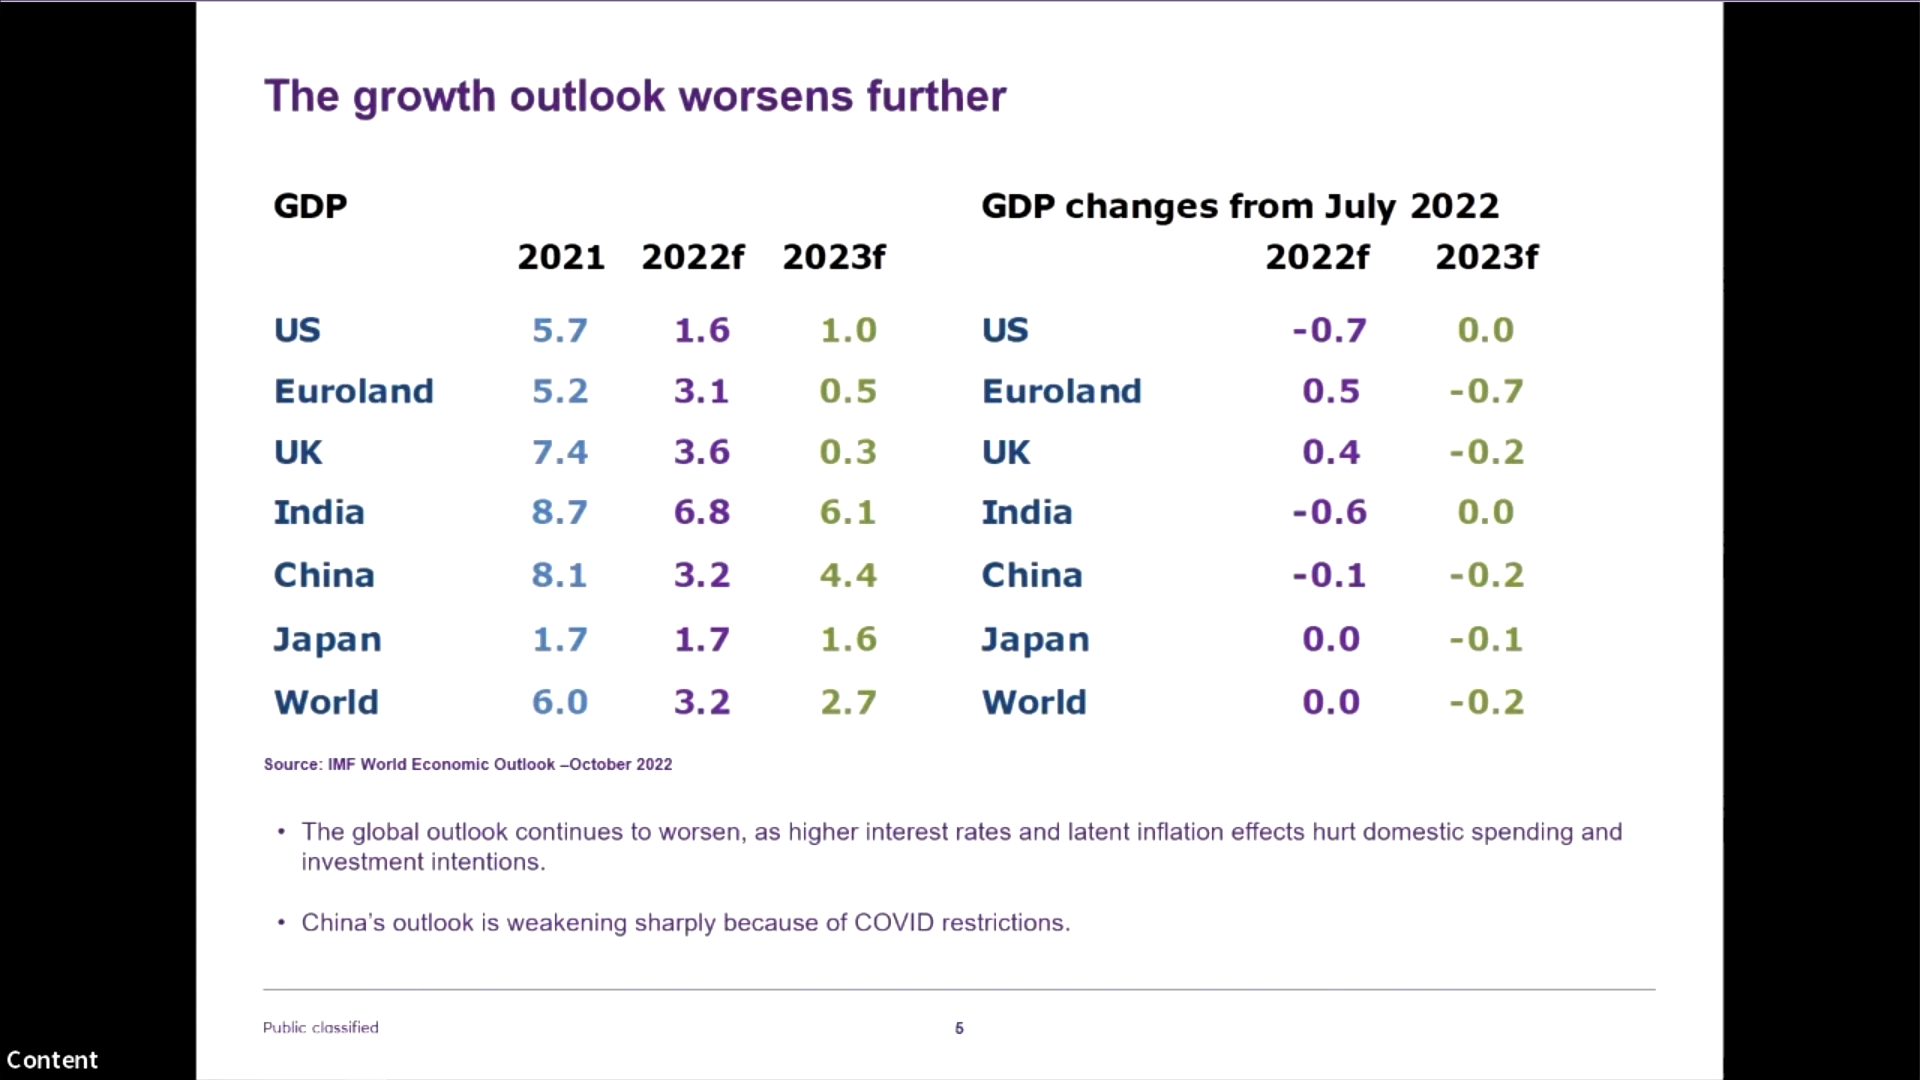 The growth outlook worsens further
GDP GDP changes from July 2022
2021 2022f 2023f 2022f 2023f
US 5.7 1.6 1.0 US -0.7 0.0
Euroland 5.2 3.1 0.5 Euroland 0.5 -0.7
UK 7.4 3.6 0.3 UK 0.4 -0.2
India 8.7 6.8 6.1 India -0.6 0.0
China 8.1 3.2 4.4 China -0.1 -0.2
Japan 1.7 1.7 1.6 Japan 0.0 -0.1
World 6.0 3.2 2.7 World 0.0 -0.2
Source: IMF World Economic Outlook –October 2022
• The global outlook continues to worsen, as higher interest rates and latent inflation effects hurt domestic spending and
investment intentions.
• China’s outlook is weakening sharply because of COVID restrictions.
Public classified 5
Content